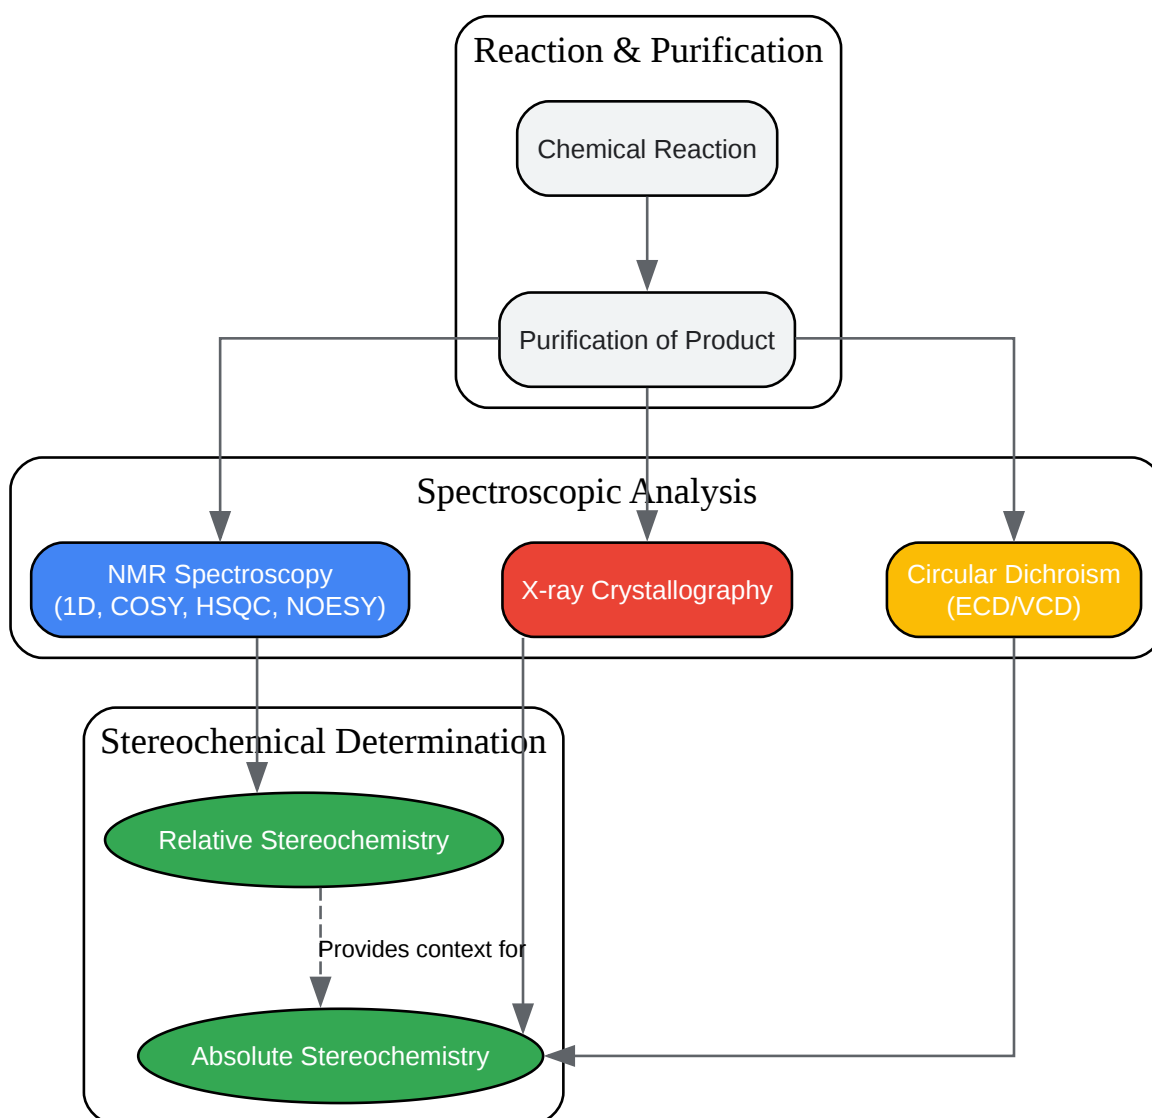 Reaction & Purification
Chemical Reaction
Purification of Product
Spectroscopic Analysis
NMR Spectroscopy
(1D, COSY, HSQC, NOESY)
X-ray Crystallography
Circular Dichroism
(ECD/VCD)
Stereochemical Determination
Relative Stereochemistry
Provides context for
Absolute Stereochemistry